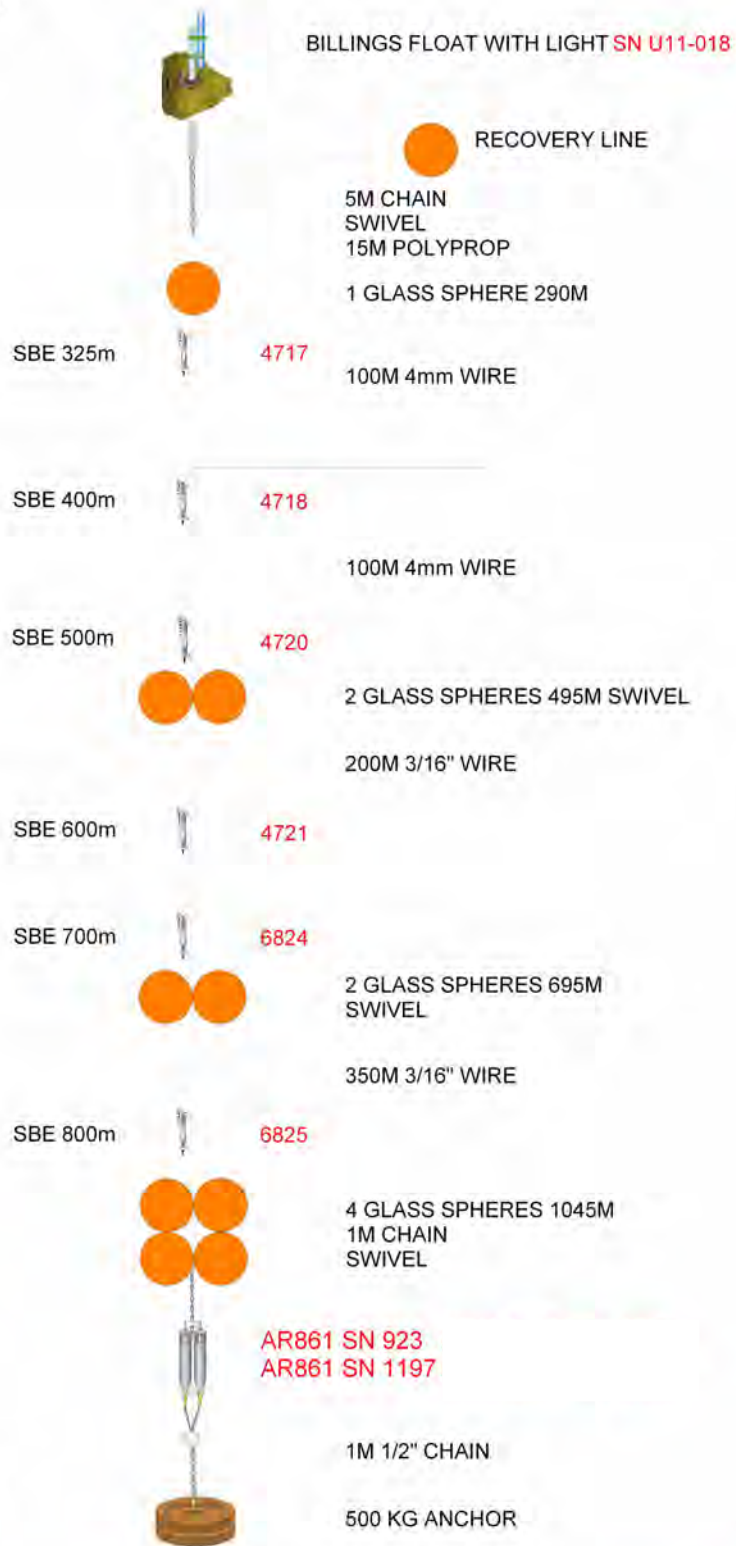 BILLINGS FLOAT WITH LIGHT SN U11-018
RECOVERY LINE
5M CHAIN
SWIVEL
15M POLYPROP
1 GLASS SPHERE 290M
SBE 325m 4717
100M 4mm WIRE
SBE 400m 4718
100M 4mm WIRE
SBE 500m 4720
2 GLASS SPHERES 495M SWIVEL
200M 3/16" WIRE
SBE 600m 4721
SBE 700m 6824
2 GLASS SPHERES 695M
SWIVEL
350M 3/16" WIRE
SBE 800m 6825
4 GLASS SPHERES 1045M
1M CHAIN
SWIVEL
AR861 SN 923
AR861 SN 1197
1M 1/2" CHAIN
500 KG ANCHOR